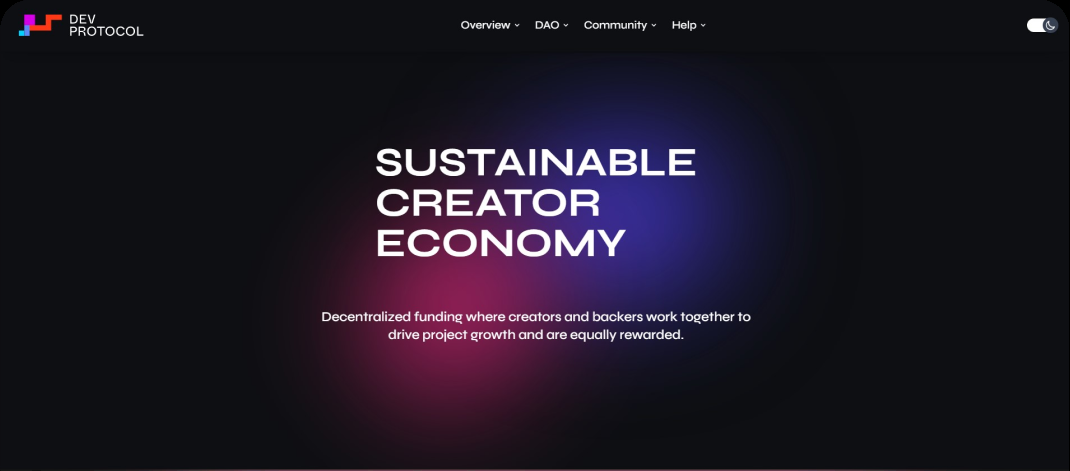 DEV
PROTOCOL
Overview DAO Community Help
SUSTAINABLE
CREATOR
ECONOMY
Decentralized funding where creators and backers work together to
drive project growth and are equally rewarded.